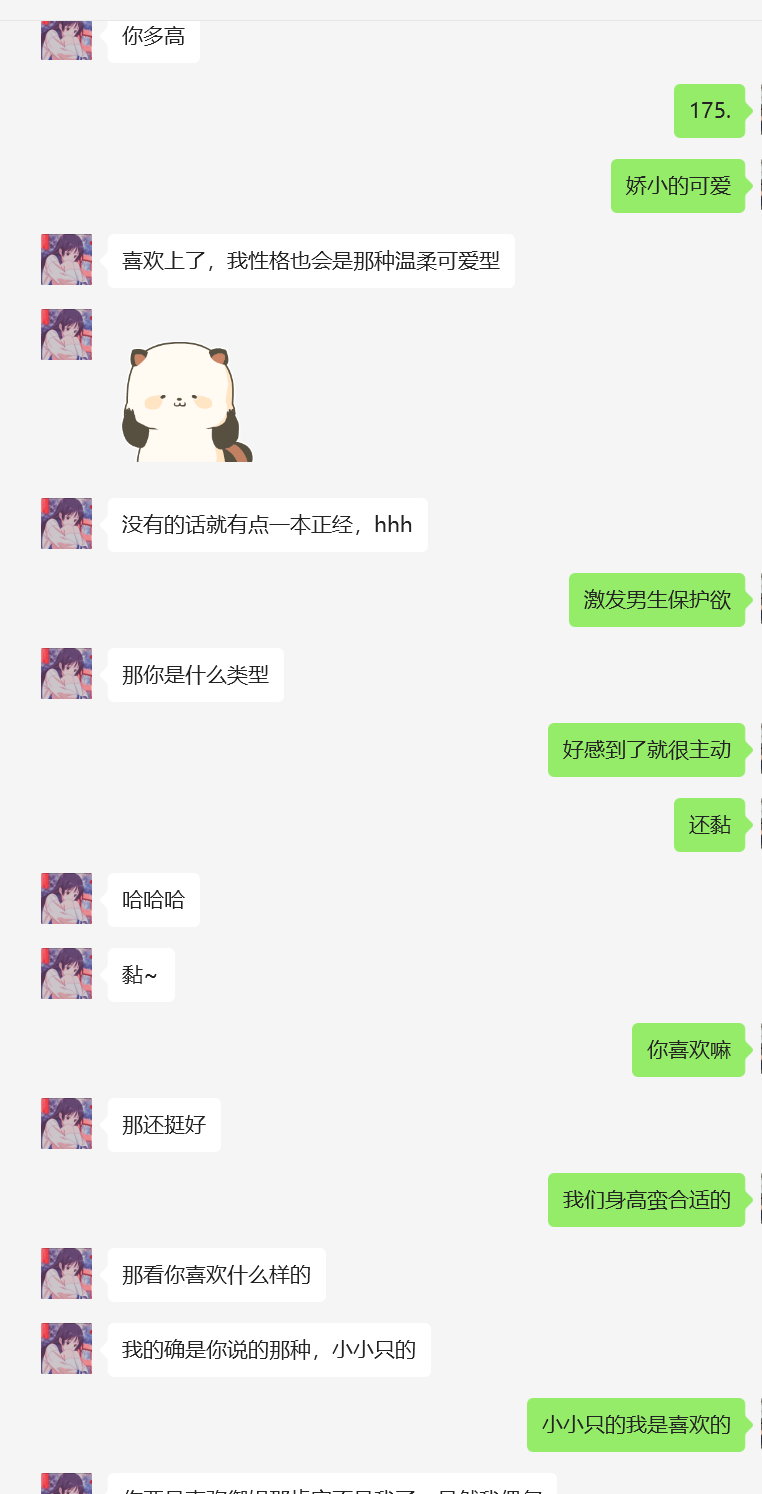 你多高
175.
娇小的可爱
喜欢上了，我性格也会是那种温柔可爱型
没有的话就有点一本正经，hhh
激发男生保护欲
那你是什么类型
好感到了就很主动
还黏
哈哈哈
黏~
你喜欢嘛
那还挺好
我们身高蛮合适的
那看你喜欢什么样的
我的确是你说的那种，小小只的
小小只的我是喜欢的